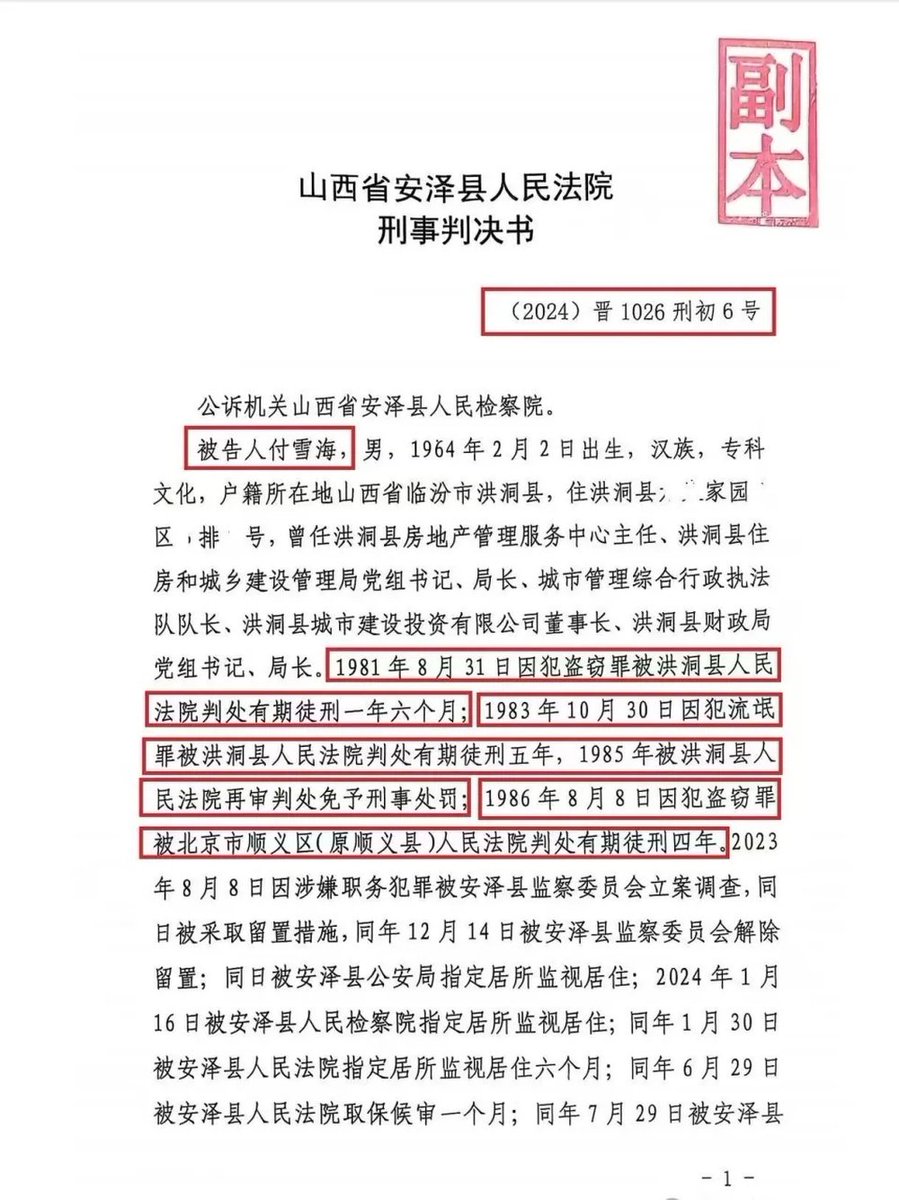 副本
山西省安泽县人民法院
刑事判决书
（2024）晋 1026 刑初 6 号
公诉机关山西省安泽县人民检察院。
被告人付雪海，男，1964 年 2 月 2 日出生，汉族，专科
文化，户籍所在地山西省临汾市洪洞县，住洪洞县 家园
区 排 号，曾任洪洞县房地产管理服务中心主任、洪洞县住
房和城乡建设管理局党组书记、局长、城市管理综合行政执法
队队长、洪洞县城市建设投资有限公司董事长、洪洞县财政局
党组书记、局长。1981 年 8 月 31 日因犯盗窃罪被洪洞县人民
法院判处有期徒刑一年六个月；1983 年 10 月 30 日因犯流氓
罪被洪洞县人民法院判处有期徒刑五年，1985 年被洪洞县人
民法院再审判处免予刑事处罚；1986 年 8 月 8 日因犯盗窃罪
被北京市顺义区（原顺义县）人民法院判处有期徒刑四年。2023
年 8 月 8 日因涉嫌职务犯罪被安泽县监察委员会立案调查，同
日被采取留置措施，同年 12 月 14 日被安泽县监察委员会解除
留置；同日被安泽县公安局指定居所监视居住；2024 年 1 月
16 日被安泽县人民检察院指定居所监视居住；同年 1 月 30 日
被安泽县人民法院指定居所监视居住六个月；同年 6 月 29 日
被安泽县人民法院取保候审一个月；同年 7 月 29 日被安泽县
- 1 -